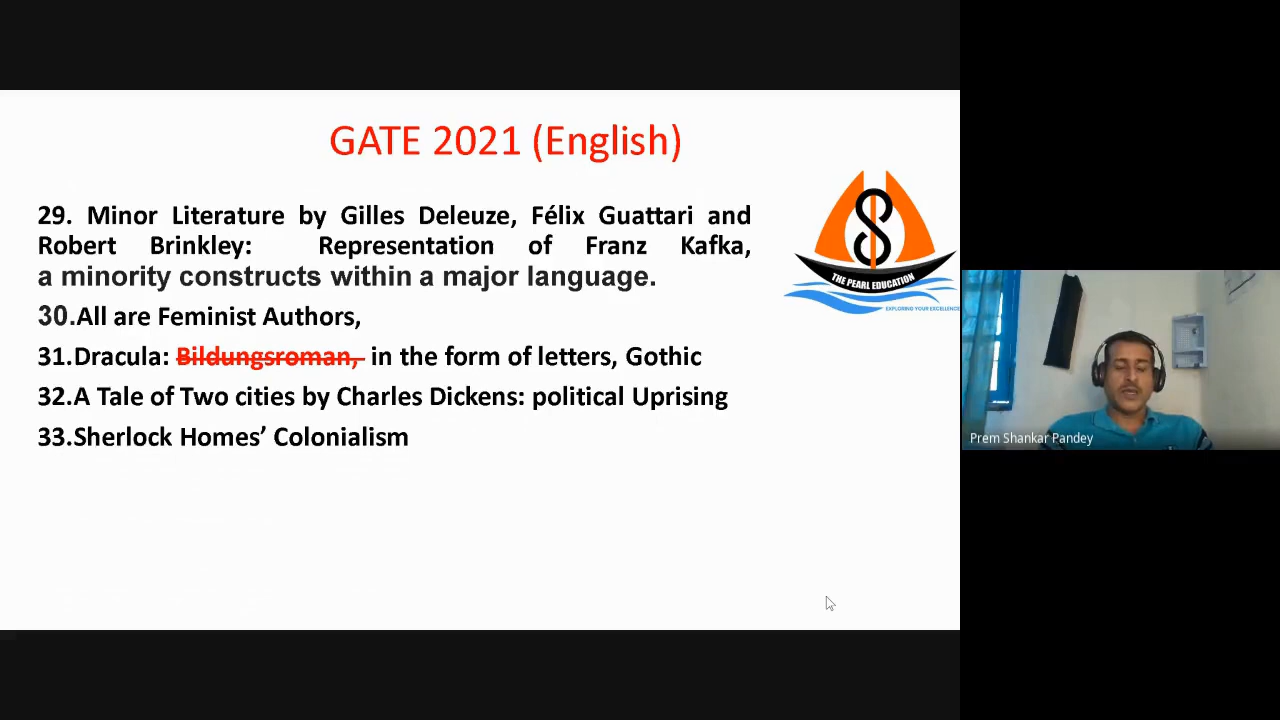 GATE 2021 (English)
29. Minor Literature by Gilles Deleuze, Félix Guattari and
Robert Brinkley: Representation of Franz Kafka,
a minority constructs within a major language.
30.All are Feminist Authors,
31.Dracula: Bildungsroman, in the form of letters, Gothic
32.A Tale of Two cities by Charles Dickens: political Uprising
33.Sherlock Homes’ Colonialism
THE PEARL EDUCATION
EXPLORING YOUR EXCELLENCE
Prem Shankar Pandey